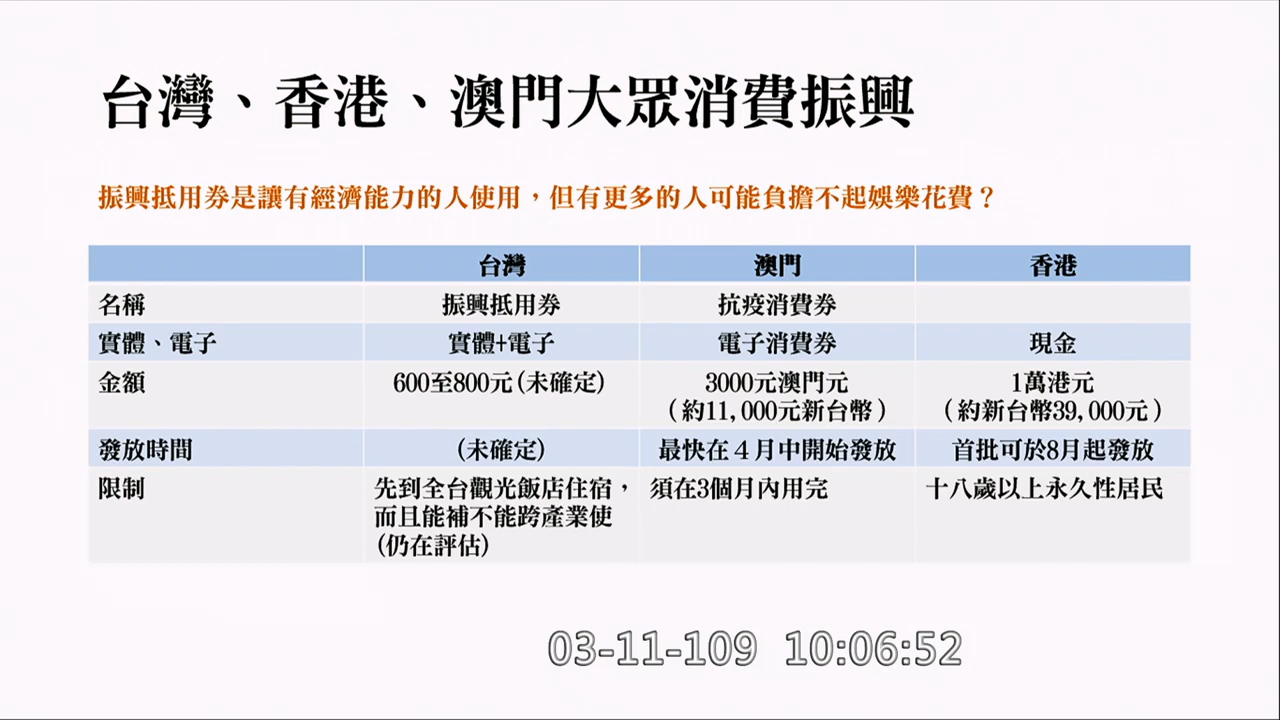 台灣、香港、澳門大眾消費振興
振興抵用券是讓有經濟能力的人使用，但有更多的人可能負擔不起娛樂花費？
台灣 澳門 香港
名稱 振興抵用券 抗疫消費券
實體、電子 實體+電子 電子消費券 現金
金額 600至800元(未確定) 3000元澳門元 1萬港元
（約11,000元新台幣） （約新台幣39,000元）
發放時間 (未確定) 最快在４月中開始發放 首批可於8月起發放
限制 先到全台觀光飯店住宿， 須在3個月內用完 十八歲以上永久性居民
而且能補不能跨產業使
(仍在評估)
03-11-109 10:06:52